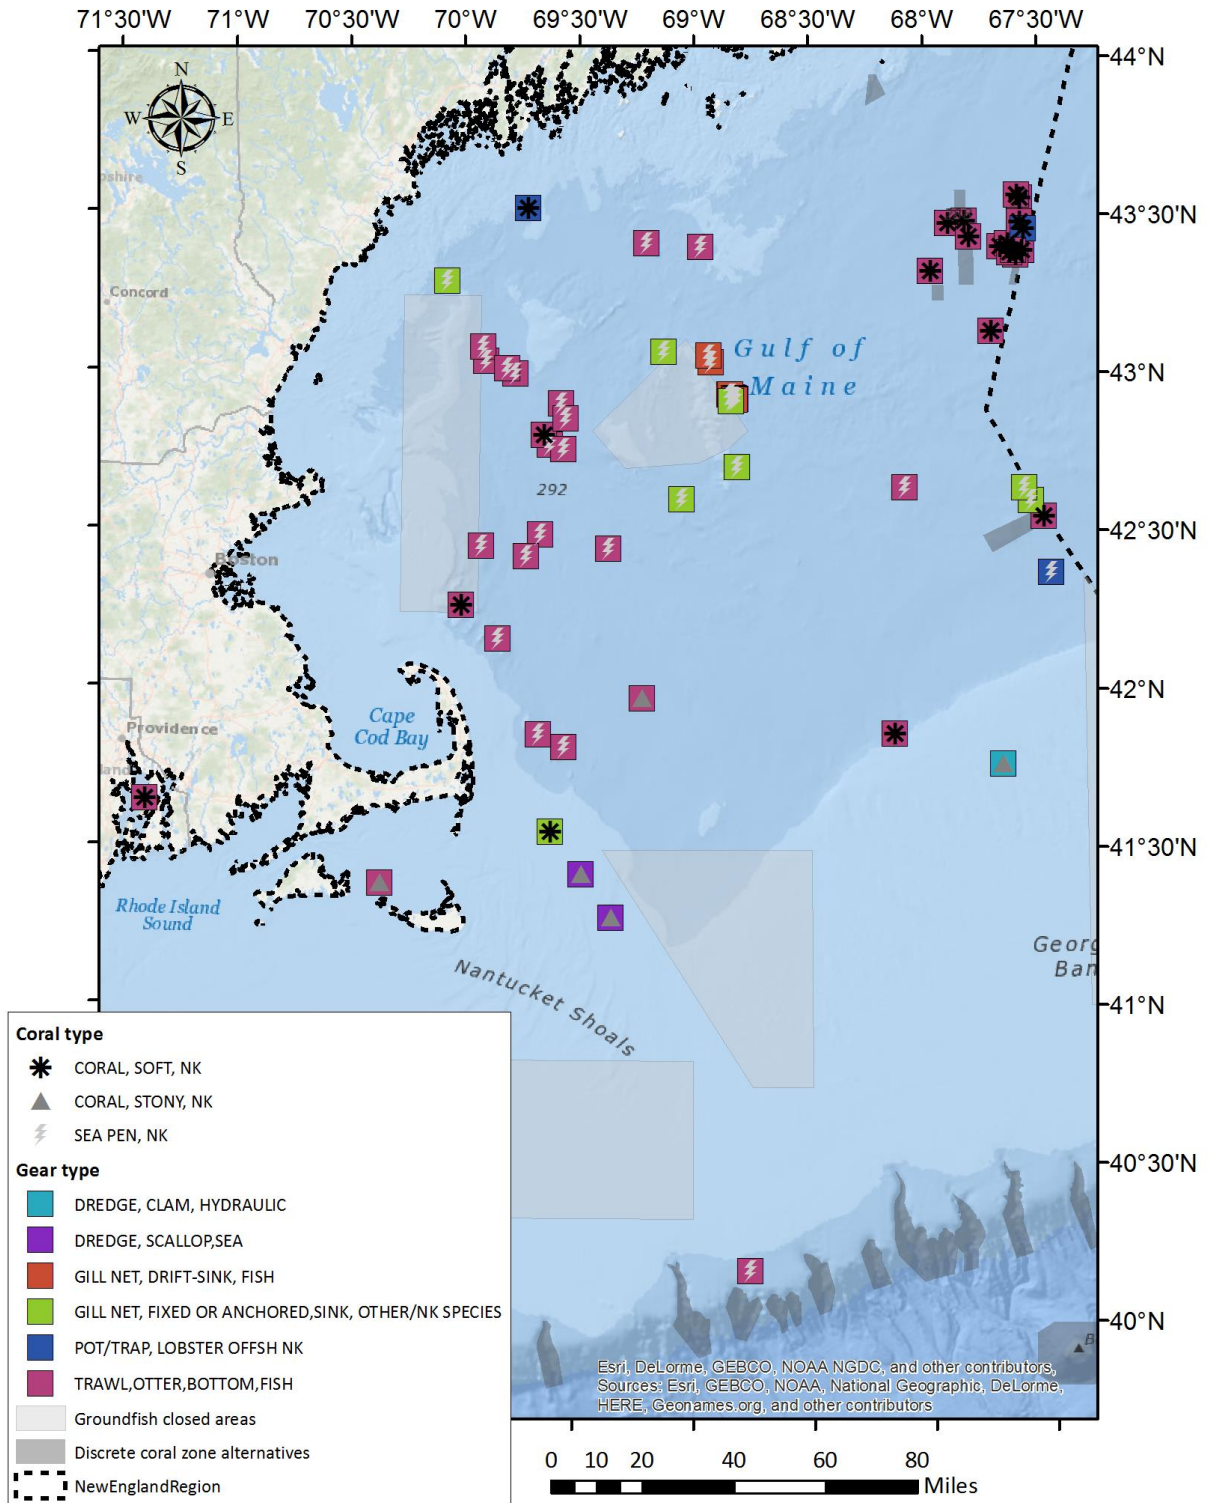 71°30'W 71°W 70°30'W 70°W 69°30'W 69°W 68°30'W 68°W 67°30'W
44°N
N
W E
S
shire
43°30'N
Concord
Gulf of
Maine
43°N
292
42°30'N
Boston
42°N
Cape
Cod Bay
Providence
land
41°30'N
Rhode Island
Sound
Georg
Ban
Nantucket Shoals
41°N
Coral type
CORAL, SOFT, NK
CORAL, STONY, NK
SEA PEN, NK
Gear type
DREDGE, CLAM, HYDRAULIC
DREDGE, SCALLOP,SEA
GILL NET, DRIFT-SINK, FISH
GILL NET, FIXED OR ANCHORED,SINK, OTHER/NK SPECIES
POT/TRAP, LOBSTER OFFSH NK
TRAWL,OTTER,BOTTOM,FISH
Groundfish closed areas
Discrete coral zone alternatives
NewEnglandRegion
40°30'N
40°N
B
Esri, DeLorme, GEBCO, NOAA NGDC, and other contributors,
Sources: Esri, GEBCO, NOAA, National Geographic, DeLorme,
HERE, Geonames.org, and other contributors
0 10 20 40 60 80
Miles